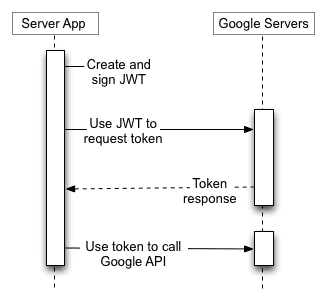 Server App
Google Servers
Create and
sign JWT
Use JWT to
request token
Token
response
Use token to call
Google API